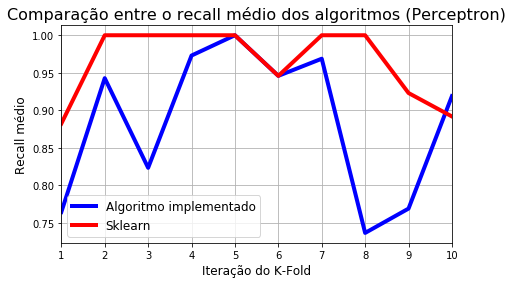 Comparação entre o recall médio dos algoritmos (Perceptron)
1.00
0.95
0.90
0.85
0.80
0.75
Recall médio
Algoritmo implementado
Sklearn
1 2 3 4 5 6 7 8 9 10
Iteração do K-Fold